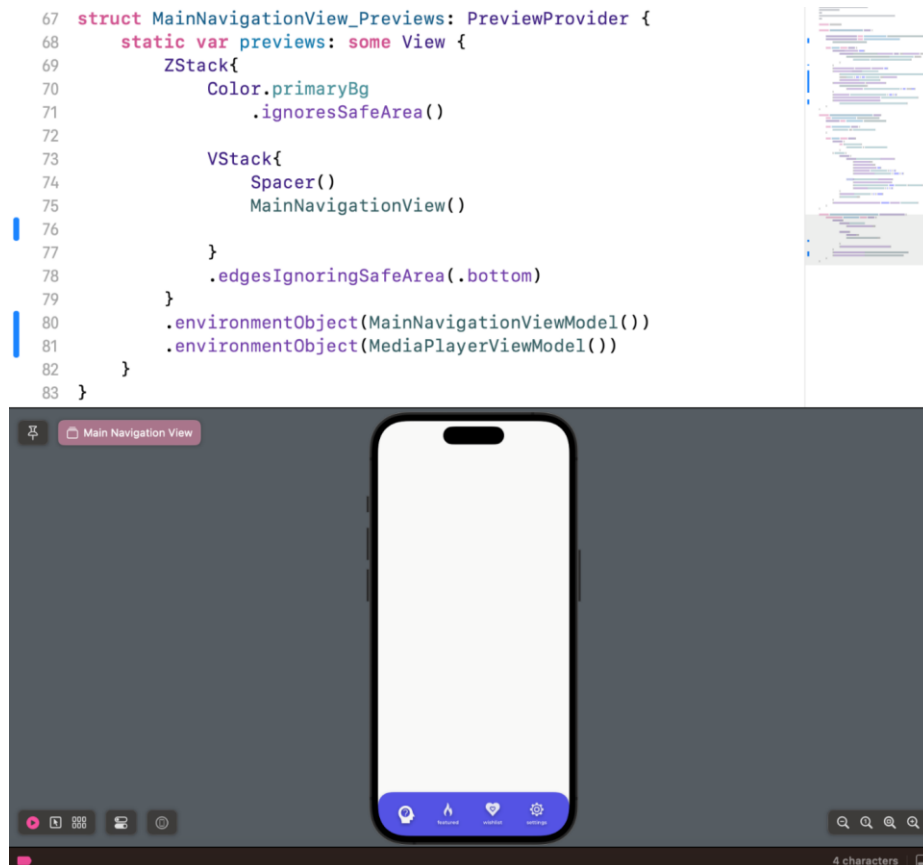 67 struct MainNavigationView_Previews: PreviewProvider {
68 static var previews: some View {
69 ZStack{
70 Color.primaryBg
71 .ignoresSafeArea()
72
73 VStack{
74 Spacer()
75 MainNavigationView()
76
77 }
78 .edgesIgnoringSafeArea(.bottom)
79 }
80 .environmentObject(MainNavigationViewModel())
81 .environmentObject(MediaPlayerViewModel())
82 }
83 }
Main Navigation View
featured wishlist settings
4 characters